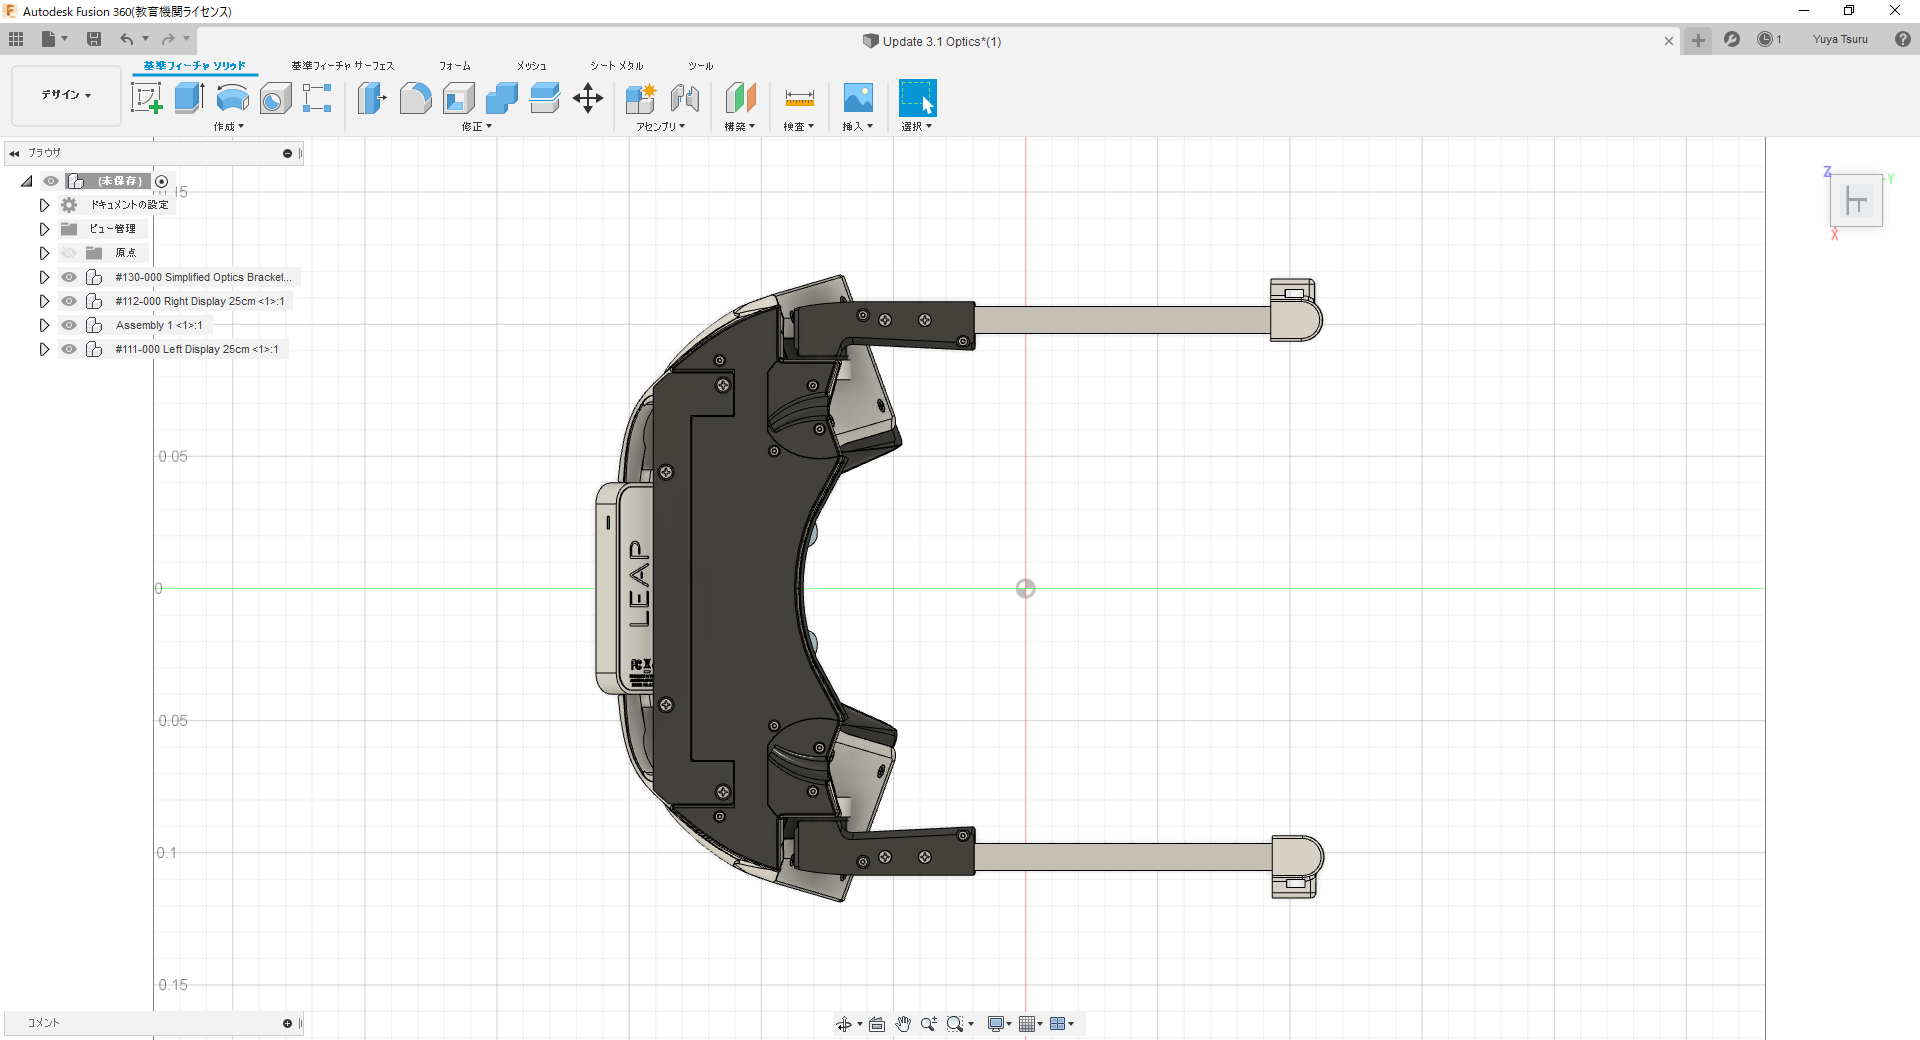 Autodesk Fusion 360(教育機関ライセンス)
Update 3.1 Optics*(1)
1
Yuya Tsuru
デザイン
基準フィーチャ ソリッド
基準フィーチャ サーフェス
フォーム
メッシュ
シート メタル
ツール
作成
修正
アセンブリ
構築
検査
挿入
選択
ブラウザ
(未保存)
ドキュメントの設定
ビュー管理
原点
#130-000 Simplified Optics Bracket...
#112-000 Right Display 25cm <1>:1
Assembly 1 <1>:1
#111-000 Left Display 25cm <1>:1
Z
Y
X
15
0.05
0
0.05
0.1
0.15
LEAP
コメント